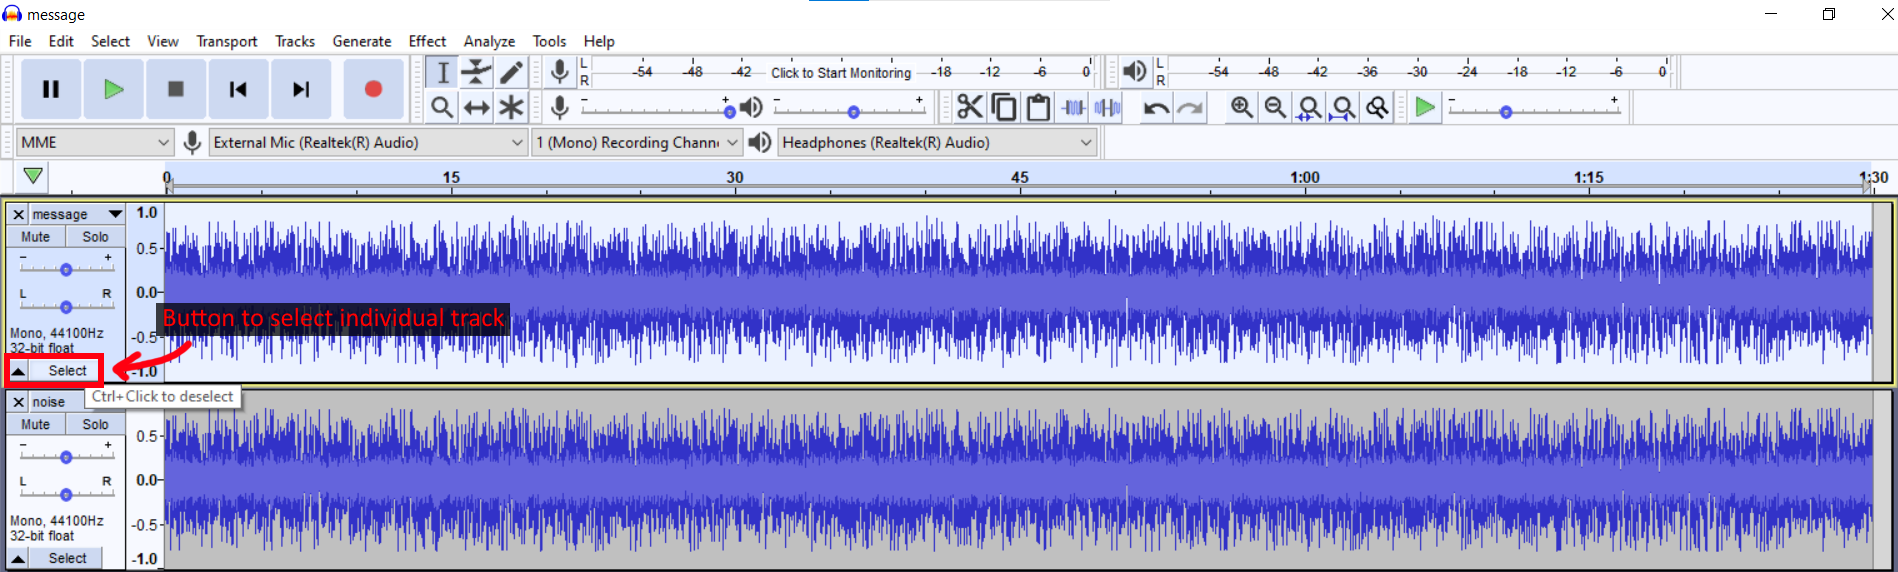 message
File Edit Select View Transport Tracks Generate Effect Analyze Tools Help
L R -54 -48 -42 Click to Start Monitoring -18 -12 -6 0
L R -54 -48 -42 -36 -30 -24 -18 -12 -6 0
- + - + - +
MME External Mic (Realtek(R) Audio) 1 (Mono) Recording Chann Headphones (Realtek(R) Audio)
0 15 30 45 1:00 1:15 1:30
message 1.0
Mute Solo
- + 0.5
L R 0.0
Button to select individual track
Mono, 44100Hz -0.5
32-bit float
Select -1.0
Ctrl+Click to deselect
noise
Mute Solo
- + 0.5
L R 0.0
Mono, 44100Hz -0.5
32-bit float
Select -1.0